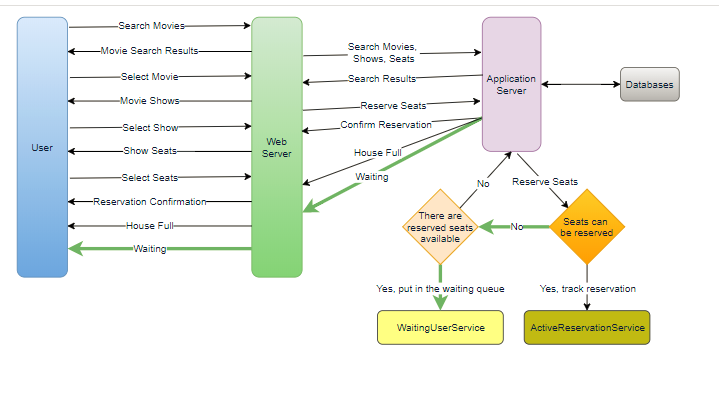 Search Movies
Movie Search Results
Select Movie
Movie Shows
Select Show
Show Seats
Select Seats
Reservation Confirmation
House Full
Waiting
User
Web
Server
Search Movies,
Shows, Seats
Search Results
Reserve Seats
Confirm Reservation
House Full
Waiting
Application
Server
Databases
No
Reserve Seats
There are
reserved seats
available
No
Seats can
be reserved
Yes, put in the waiting queue
Yes, track reservation
WaitingUserService
ActiveReservationService